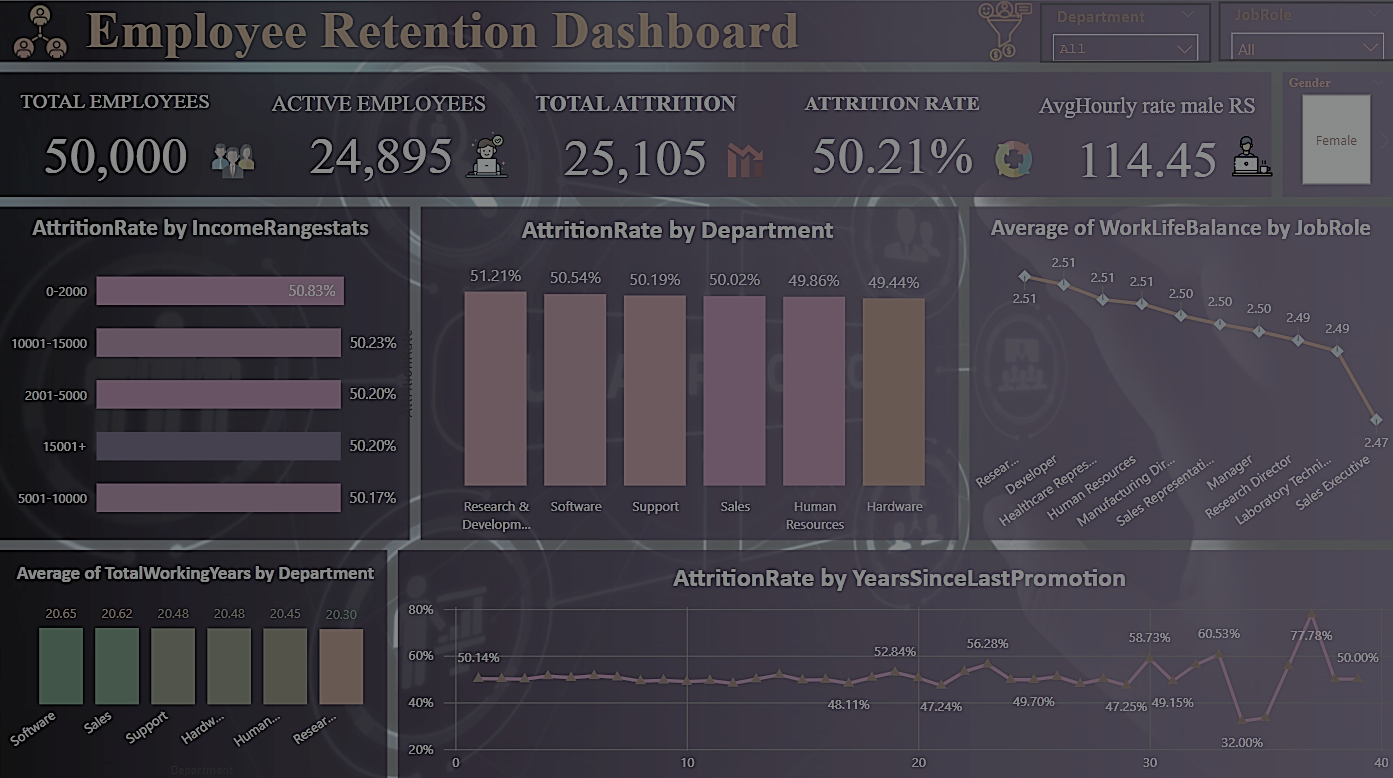 Employee Retention Dashboard
Department
All
JobRole
All
TOTAL EMPLOYEES
50,000
ACTIVE EMPLOYEES
24,895
TOTAL ATTRITION
25,105
ATTRITION RATE
50.21%
AvgHourly rate male RS
114.45
Gender
Female
AttritionRate by IncomeRangestats
0-2000
50.83%
10001-15000
50.23%
2001-5000
50.20%
15001+
50.20%
5001-10000
50.17%
AttritionRate by Department
51.21%
50.54%
50.19%
50.02%
49.86%
49.44%
Research &
Developm...
Software
Support
Sales
Human
Resources
Hardware
Average of WorkLifeBalance by JobRole
2.51
2.51
2.51
2.51
2.50
2.50
2.50
2.49
2.49
2.47
Resear...
Developer
Healthcare Repres...
Human Resources
Manufacturing Dir...
Sales Representati...
Manager
Research Director
Laboratory Techni...
Sales Executive
Average of TotalWorkingYears by Department
20.65
20.62
20.48
20.48
20.45
20.30
Software
Sales
Support
Hardw...
Human...
Resear...
Department
AttritionRate by YearsSinceLastPromotion
80%
60%
40%
20%
50.14%
48.11%
52.84%
47.24%
56.28%
49.70%
47.25%
58.73%
49.15%
60.53%
32.00%
77.78%
50.00%
0
10
20
30
40